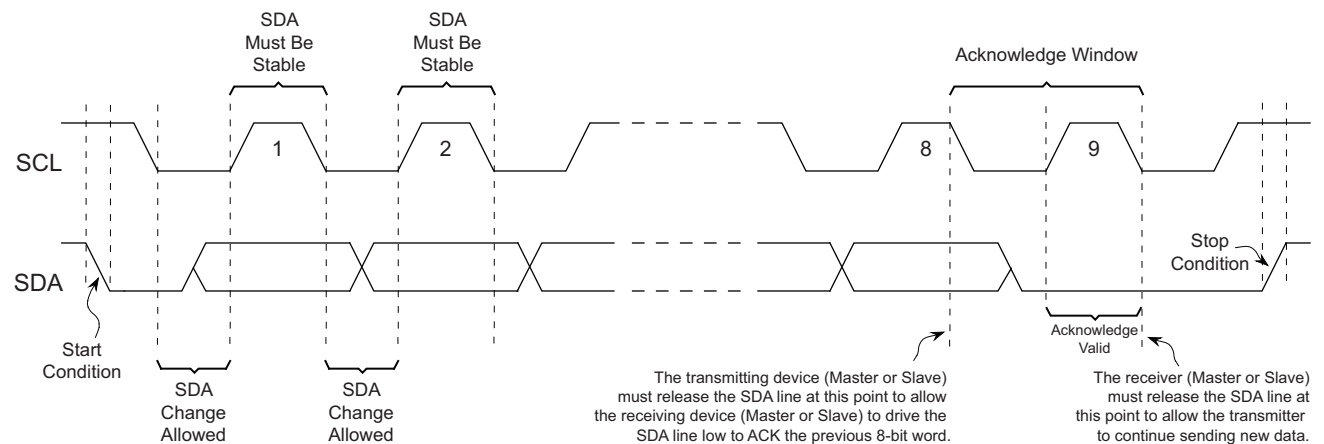 SDA
Must Be
Stable
SDA
Must Be
Stable
Acknowledge Window
SCL
1
2
8
9
SDA
Stop
Condition
Start
Condition
Acknowledge
Valid
SDA
Change
Allowed
SDA
Change
Allowed
The transmitting device (Master or Slave)
must release the SDA line at this point to allow
the receiving device (Master or Slave) to drive the
SDA line low to ACK the previous 8-bit word.
The receiver (Master or Slave)
must release the SDA line at
this point to allow the transmitter
to continue sending new data.